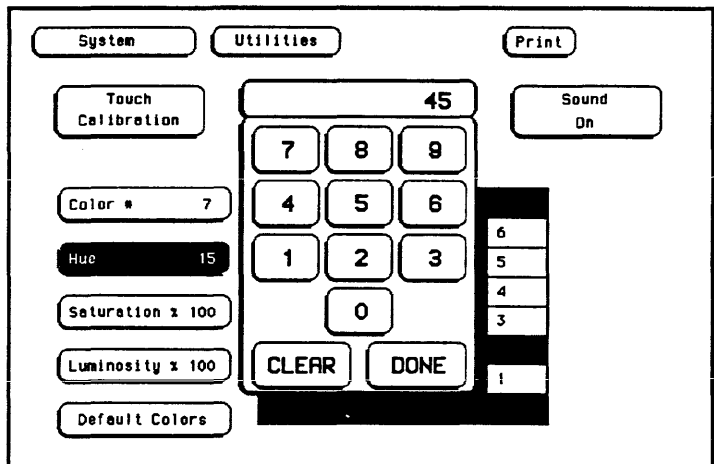 System
Utilities
Print
Touch
Calibration
45
Sound
On
7 8 9
Color # 7
4 5 6
6
Hue 15
1 2 3
5
4
Saturation % 100
0
3
Luminosity % 100
CLEAR DONE
1
Default Colors